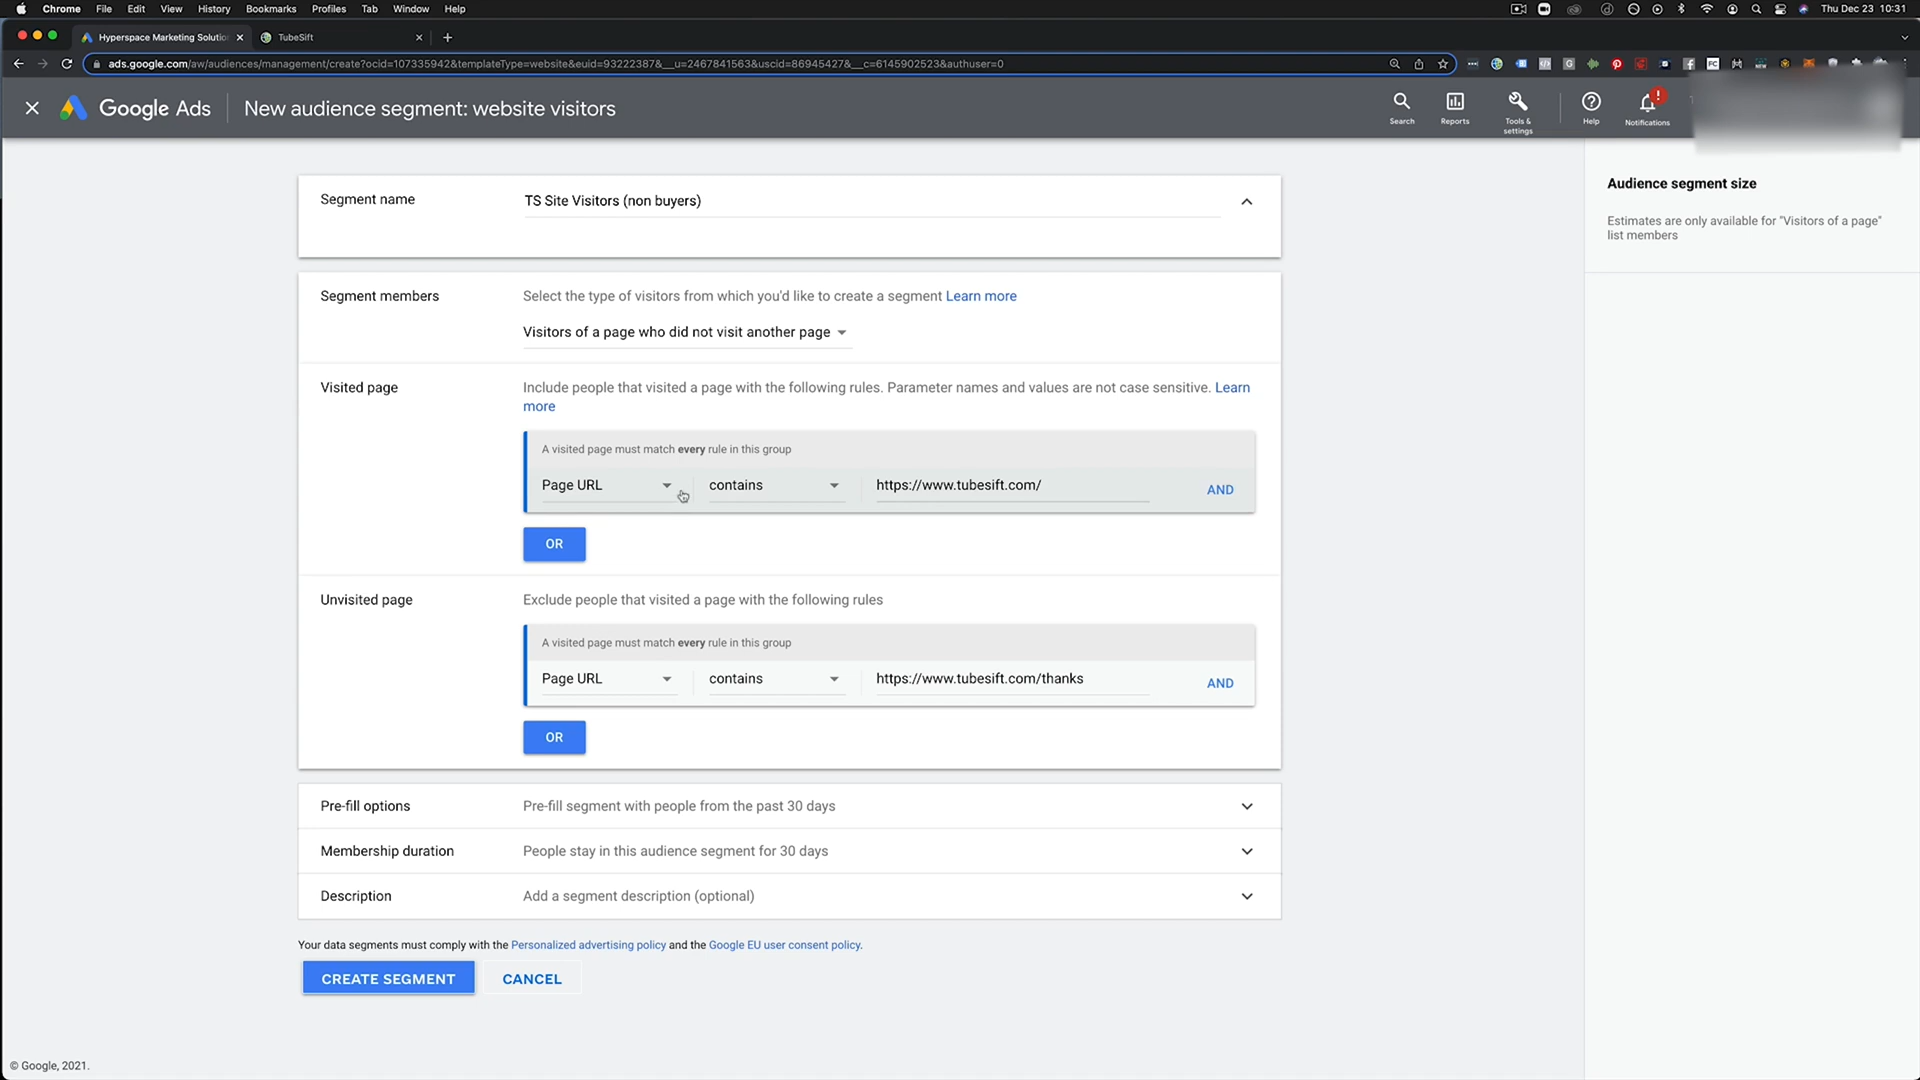 Chrome File Edit View History Bookmarks Profiles Tab Window Help Thu Dec 23 10:31
Hyperspace Marketing Solutio TubeSift
ads.google.com/aw/audiences/management/create?ocid=107335942&templateType=website&euid=93222387&__u=2467841563&uscid=86945427&__c=6145902523&authuser=0
Google Ads New audience segment: website visitors
Search Reports Tools & settings Help Notifications
Segment name TS Site Visitors (non buyers)
Segment members Select the type of visitors from which you'd like to create a segment Learn more
Visitors of a page who did not visit another page
Visited page Include people that visited a page with the following rules. Parameter names and values are not case sensitive. Learn
more
A visited page must match every rule in this group
Page URL contains https://www.tubesift.com/ AND
OR
Unvisited page Exclude people that visited a page with the following rules
A visited page must match every rule in this group
Page URL contains https://www.tubesift.com/thanks AND
OR
Pre-fill options Pre-fill segment with people from the past 30 days
Membership duration People stay in this audience segment for 30 days
Description Add a segment description (optional)
Your data segments must comply with the Personalized advertising policy and the Google EU user consent policy.
CREATE SEGMENT CANCEL
Audience segment size
Estimates are only available for "Visitors of a page"
list members
© Google, 2021.